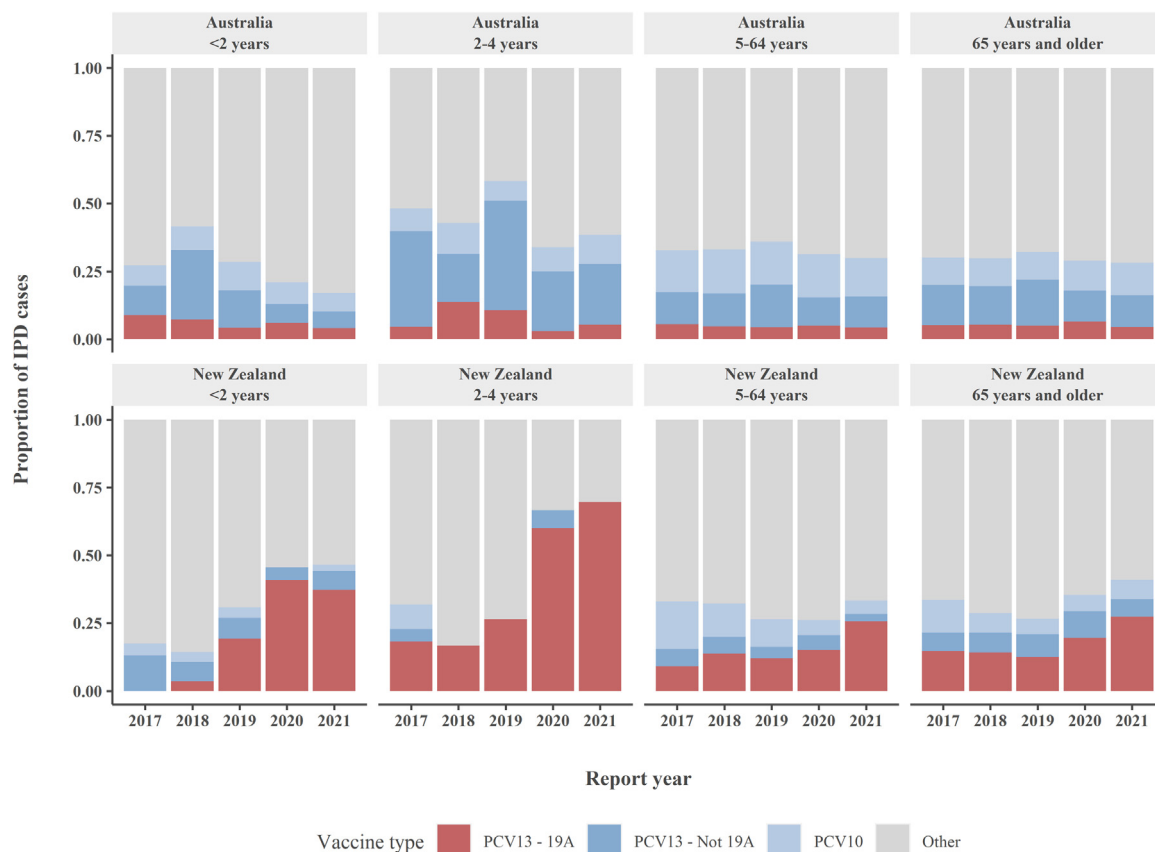 Australia
<2 years
Australia
2-4 years
Australia
5-64 years
Australia
65 years and older
1.00
0.75
0.50
0.25
0.00
New Zealand
<2 years
New Zealand
2-4 years
New Zealand
5-64 years
New Zealand
65 years and older
1.00
0.75
0.50
0.25
0.00
Proportion of IPD cases
2017 2018 2019 2020 2021
2017 2018 2019 2020 2021
2017 2018 2019 2020 2021
2017 2018 2019 2020 2021
Report year
Vaccine type PCV13 - 19A PCV13 - Not 19A PCV10 Other